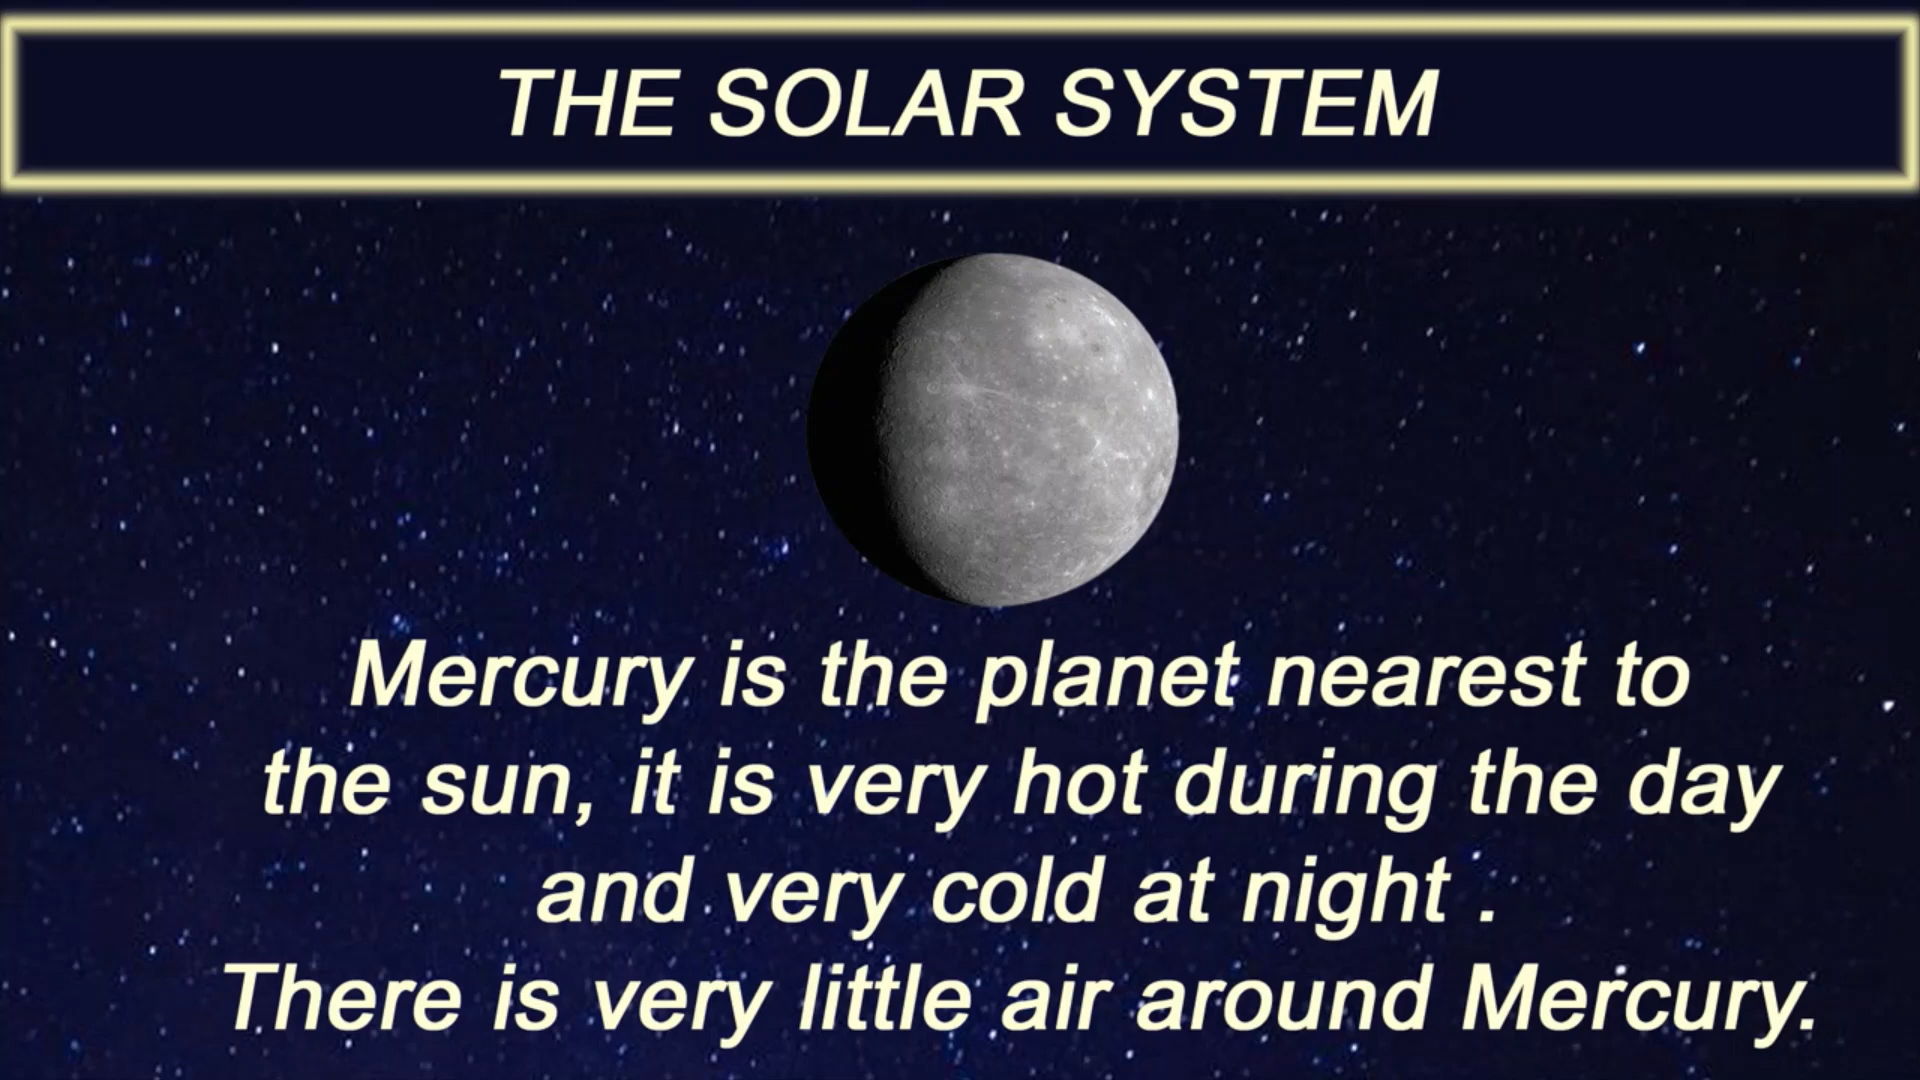 THE SOLAR SYSTEM
Mercury is the planet nearest to
the sun, it is very hot during the day
and very cold at night .
There is very little air around Mercury.